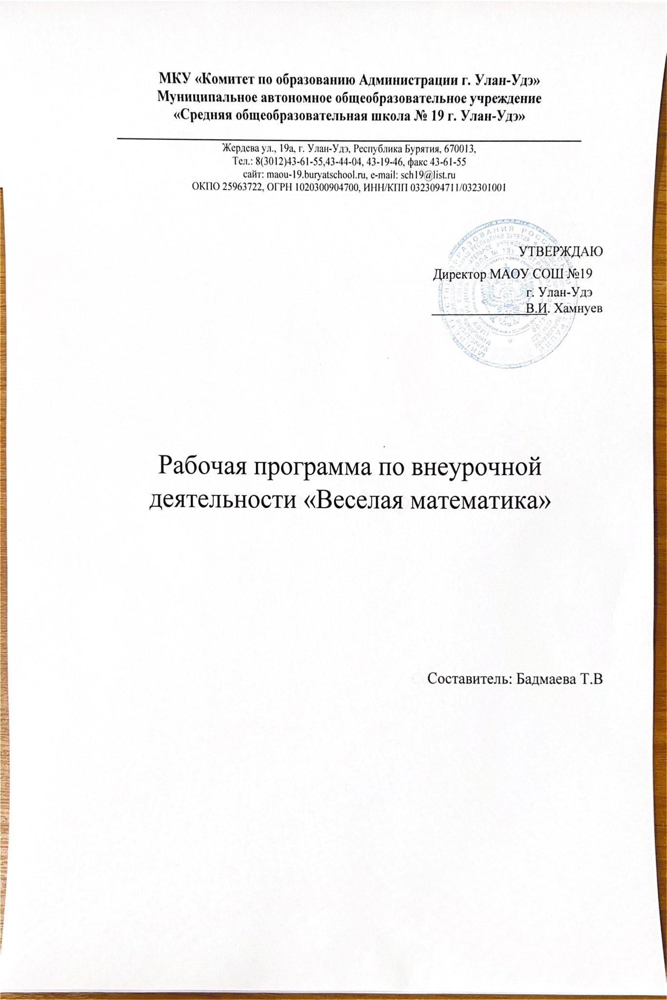 МКУ «Комитет по образованию Администрации г. Улан-Удэ»
Муниципальное автономное общеобразовательное учреждение
«Средняя общеобразовательная школа № 19 г. Улан-Удэ»
Жердева ул., 19а, г. Улан-Удэ, Республика Бурятия, 670013,
Тел.: 8(3012)43-61-55,43-44-04, 43-19-46, факс 43-61-55
сайт: maou-19.buryatschool.ru, e-mail: sch19@list.ru
ОКПО 25963722, ОГРН 1020300904700, ИНН/КПП 0323094711/032301001
УТВЕРЖДАЮ
Директор МАОУ СОШ №19
г. Улан-Удэ
В.И. Хамнуев
Рабочая программа по внеурочной
деятельности «Веселая математика»
Составитель: Бадмаева Т.В